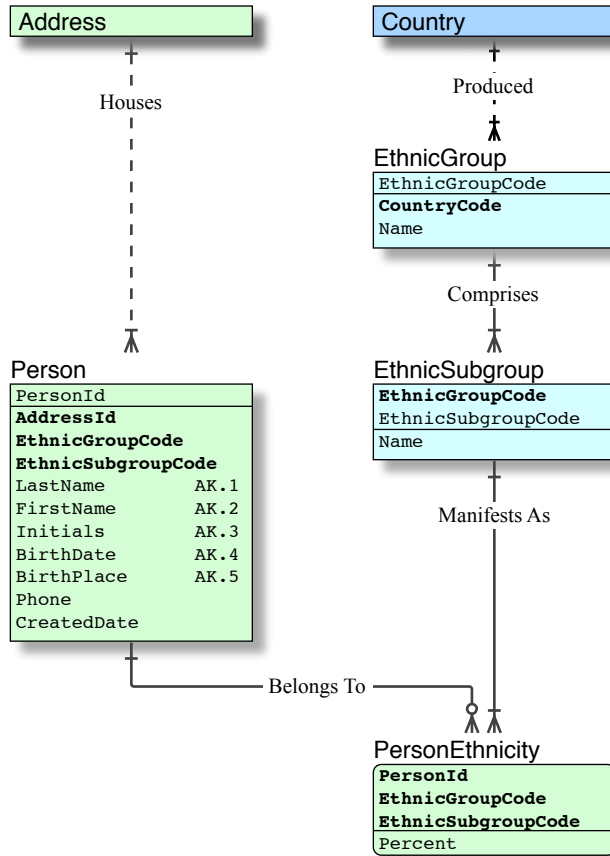 Address
Country
Houses
Produced
EthnicGroup
EthnicGroupCode
CountryCode
Name
Comprises
Person
PersonId
AddressId
EthnicGroupCode
EthnicSubgroupCode
LastName AK.1
FirstName AK.2
Initials AK.3
BirthDate AK.4
BirthPlace AK.5
Phone
CreatedDate
EthnicSubgroup
EthnicGroupCode
EthnicSubgroupCode
Name
Manifests As
Belongs To
PersonEthnicity
PersonId
EthnicGroupCode
EthnicSubgroupCode
Percent